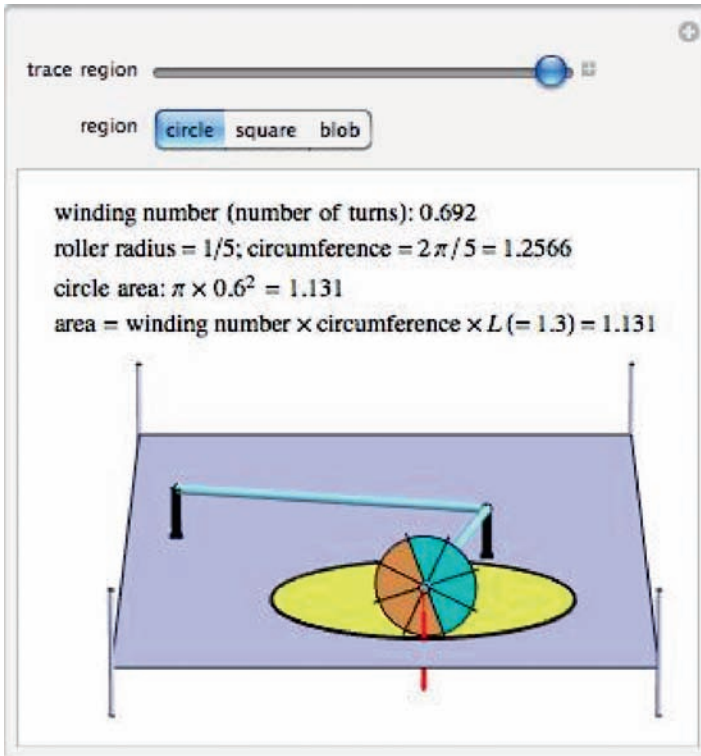 trace region
region circle square blob
winding number (number of turns): 0.692
roller radius = 1/5; circumference = 2 π / 5 = 1.2566
circle area: π × 0.6² = 1.131
area = winding number × circumference × L (= 1.3) = 1.131